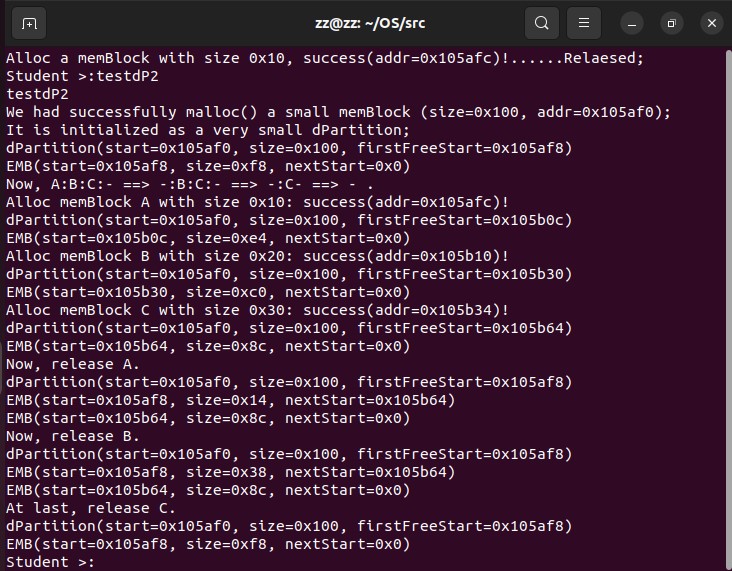 zz@zz: ~/OS/src
Alloc a memBlock with size 0x10, success(addr=0x105afc)!......Relaesed;
Student >:testdP2
testdP2
We had successfully malloc() a small memBlock (size=0x100, addr=0x105af0);
It is initialized as a very small dPartition;
dPartition(start=0x105af0, size=0x100, firstFreeStart=0x105af8)
EMB(start=0x105af8, size=0xf8, nextStart=0x0)
Now, A:B:C:- ==> -:B:C:- ==> -:C- ==> - .
Alloc memBlock A with size 0x10: success(addr=0x105afc)!
dPartition(start=0x105af0, size=0x100, firstFreeStart=0x105b0c)
EMB(start=0x105b0c, size=0xe4, nextStart=0x0)
Alloc memBlock B with size 0x20: success(addr=0x105b10)!
dPartition(start=0x105af0, size=0x100, firstFreeStart=0x105b30)
EMB(start=0x105b30, size=0xc0, nextStart=0x0)
Alloc memBlock C with size 0x30: success(addr=0x105b34)!
dPartition(start=0x105af0, size=0x100, firstFreeStart=0x105b64)
EMB(start=0x105b64, size=0x8c, nextStart=0x0)
Now, release A.
dPartition(start=0x105af0, size=0x100, firstFreeStart=0x105af8)
EMB(start=0x105af8, size=0x14, nextStart=0x105b64)
EMB(start=0x105b64, size=0x8c, nextStart=0x0)
Now, release B.
dPartition(start=0x105af0, size=0x100, firstFreeStart=0x105af8)
EMB(start=0x105af8, size=0x38, nextStart=0x105b64)
EMB(start=0x105b64, size=0x8c, nextStart=0x0)
At last, release C.
dPartition(start=0x105af0, size=0x100, firstFreeStart=0x105af8)
EMB(start=0x105af8, size=0xf8, nextStart=0x0)
Student >: